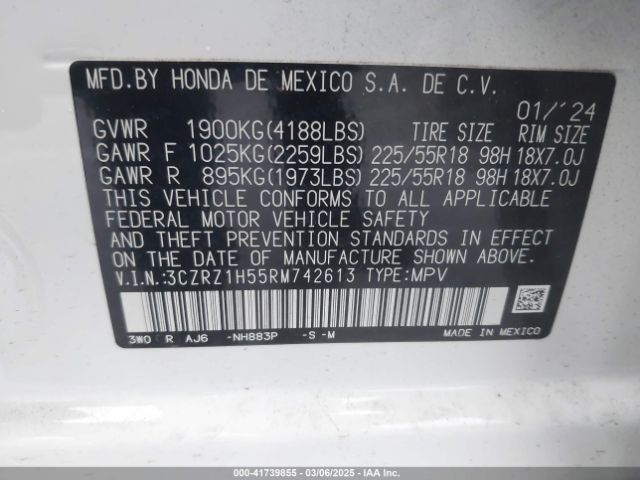 MFD.BY HONDA DE MEXICO S.A. DE C.V.
01/'24
GVWR 1900KG(4188LBS) TIRE SIZE RIM SIZE
GAWR F 1025KG(2259LBS) 225/55R18 98H 18X7.0J
GAWR R 895KG(1973LBS) 225/55R18 98H 18X7.0J
THIS VEHICLE CONFORMS TO ALL APPLICABLE
FEDERAL MOTOR VEHICLE SAFETY
AND THEFT PREVENTION STANDARDS IN EFFECT
ON THE DATE OF MANUFACTURE SHOWN ABOVE.
V.I.N.:3CZRZ1H55RM742613 TYPE:MPV
3W0 R AJ6 -NH883P -S -M MADE IN MEXICO
© IAA 00001-41739855 - 03/06/2025 - IAAI.com